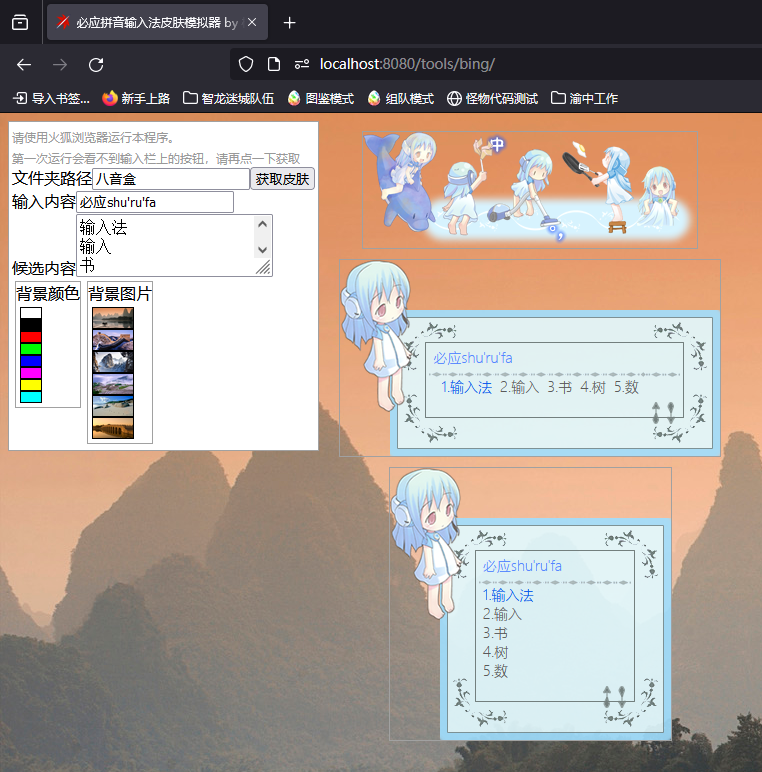 必应拼音输入法皮肤模拟器 by
localhost:8080/tools/bing/
导入书签... 新手上路 智龙迷城队伍 图鉴模式 组队模式 怪物代码测试 渝中工作
请使用火狐浏览器运行本程序。
第一次运行会看不到输入栏上的按钮，请再点一下获取
文件夹路径 八音盒 获取皮肤
输入内容 必应shu'ru'fa
候选内容 输入法
输入
书
背景颜色 背景图片
中
必应shu'ru'fa
1.输入法 2.输入 3.书 4.树 5.数
必应shu'ru'fa
1.输入法
2.输入
3.书
4.树
5.数